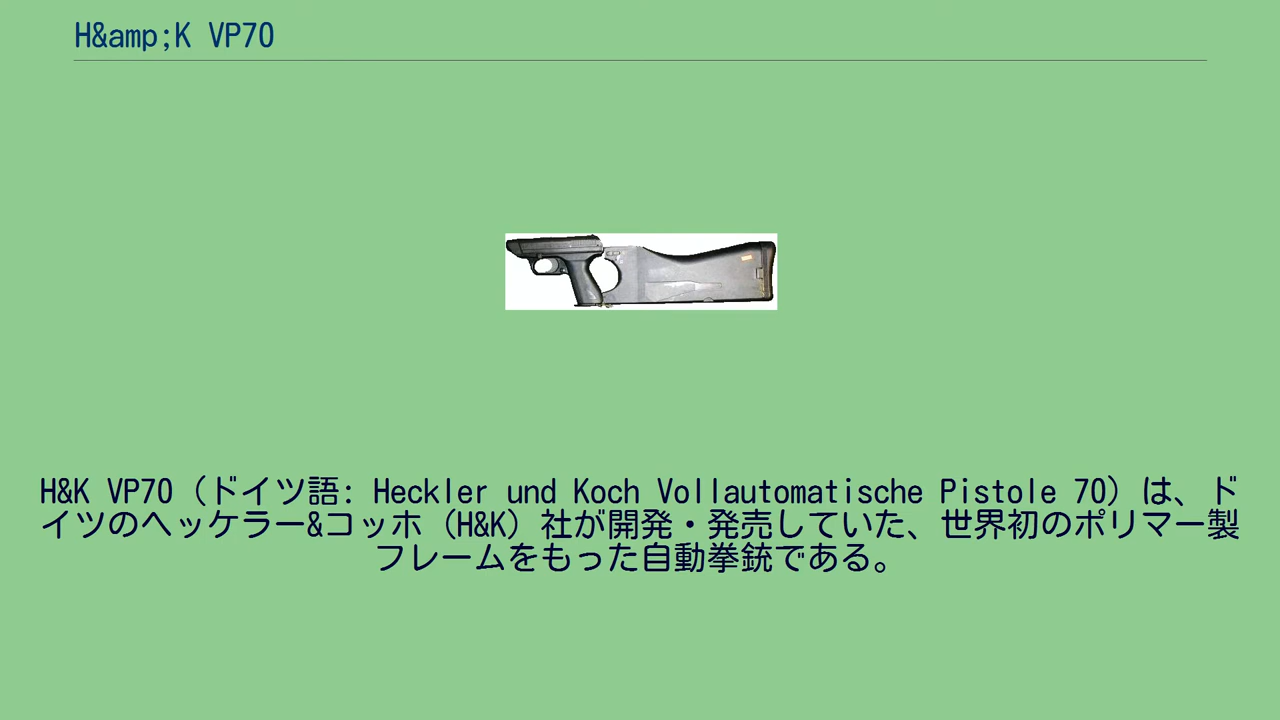 H&amp;K VP70
H&K VP70（ドイツ語: Heckler und Koch Vollautomatische Pistole 70）は、ド
イツのヘッケラー&コッホ（H&K）社が開発・発売していた、世界初のポリマー製
フレームをもった自動拳銃である。